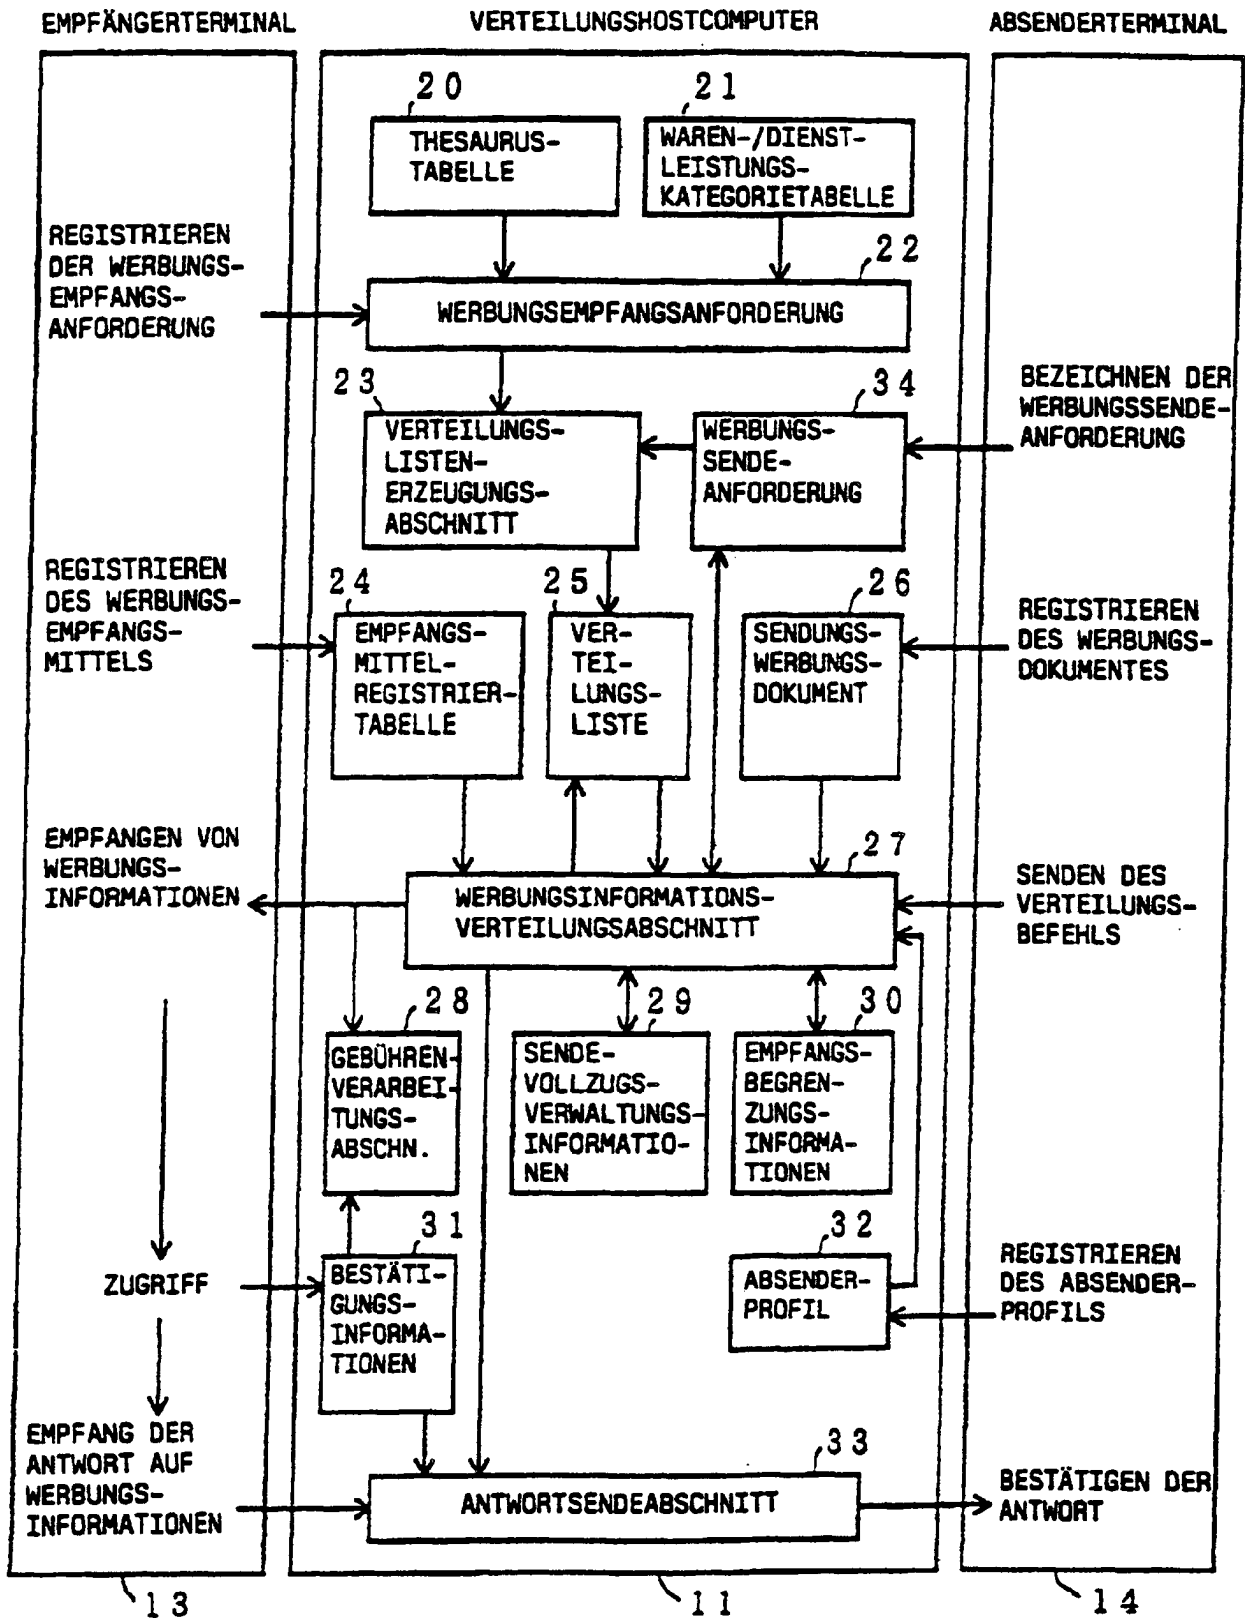 EMPFÄNGERTERMINAL
VERTEILUNGSHOSTCOMPUTER
ABSENDERTERMINAL
20
THESAURUS-
TABELLE
21
WAREN-/DIENST-
LEISTUNGS-
KATEGORIETABELLE
REGISTRIEREN
DER WERBUNGS-
EMPFANGS-
ANFORDERUNG
22
WERBUNGSEMPFANGSANFORDERUNG
23
VERTEILUNGS-
LISTEN-
ERZEUGUNGS-
ABSCHNITT
34
WERBUNGS-
SENDE-
ANFORDERUNG
BEZEICHNEN DER
WERBUNGSSENDE-
ANFORDERUNG
REGISTRIEREN
DES WERBUNGS-
EMPFANGS-
MITTELS
24
EMPFANGS-
MITTEL-
REGISTRIER-
TABELLE
25
VER-
TEI-
LUNGS-
LISTE
26
SENDUNGS-
WERBUNGS-
DOKUMENT
REGISTRIEREN
DES WERBUNGS-
DOKUMENTES
EMPFANGEN VON
WERBUNGS-
INFORMATIONEN
27
WERBUNGSINFORMATIONS-
VERTEILUNGSABSCHNITT
SENDEN DES
VERTEILUNGS-
BEFEHLS
28
GEBÜHREN-
VERARBEI-
TUNGS-
ABSCHN.
29
SENDE-
VOLLZUGS-
VERWALTUNGS-
INFORMATIO-
NEN
30
EMPFANGS-
BEGREN-
ZUNGS-
INFORMA-
TIONEN
ZUGRIFF
31
BESTÄTI-
GUNGS-
INFORMA-
TIONEN
32
ABSENDER-
PROFIL
REGISTRIEREN
DES ABSENDER-
PROFILS
EMPFANG DER
ANTWORT AUF
WERBUNGS-
INFORMATIONEN
33
ANTWORTSENDEABSCHNITT
BESTÄTIGEN DER
ANTWORT
13
11
14